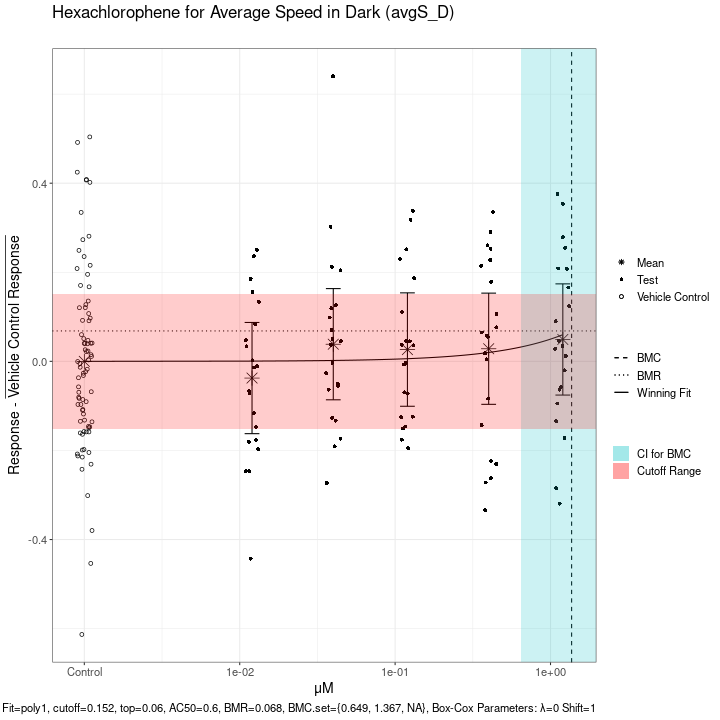 Hexachlorophene for Average Speed in Dark (avgS_D)
Response - Vehicle Control Response
0.4
0.0
-0.4
Control
1e-02
1e-01
1e+00
μM
Mean
Test
Vehicle Control
BMC
BMR
Winning Fit
CI for BMC
Cutoff Range
Fit=poly1, cutoff=0.152, top=0.06, AC50=0.6, BMR=0.068, BMC.set={0.649, 1.367, NA}, Box-Cox Parameters: λ=0 Shift=1